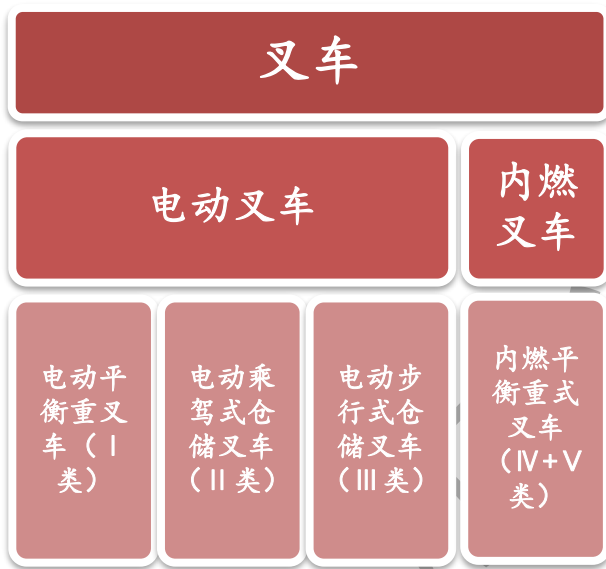 叉车
电动叉车
内燃
叉车
电动平
衡重叉
车（I
类）
电动乘
驾式仓
储叉车
（II 类）
电动步
行式仓
储叉车
（III 类）
内燃平
衡重式
叉车
（Ⅳ+Ⅴ
类）